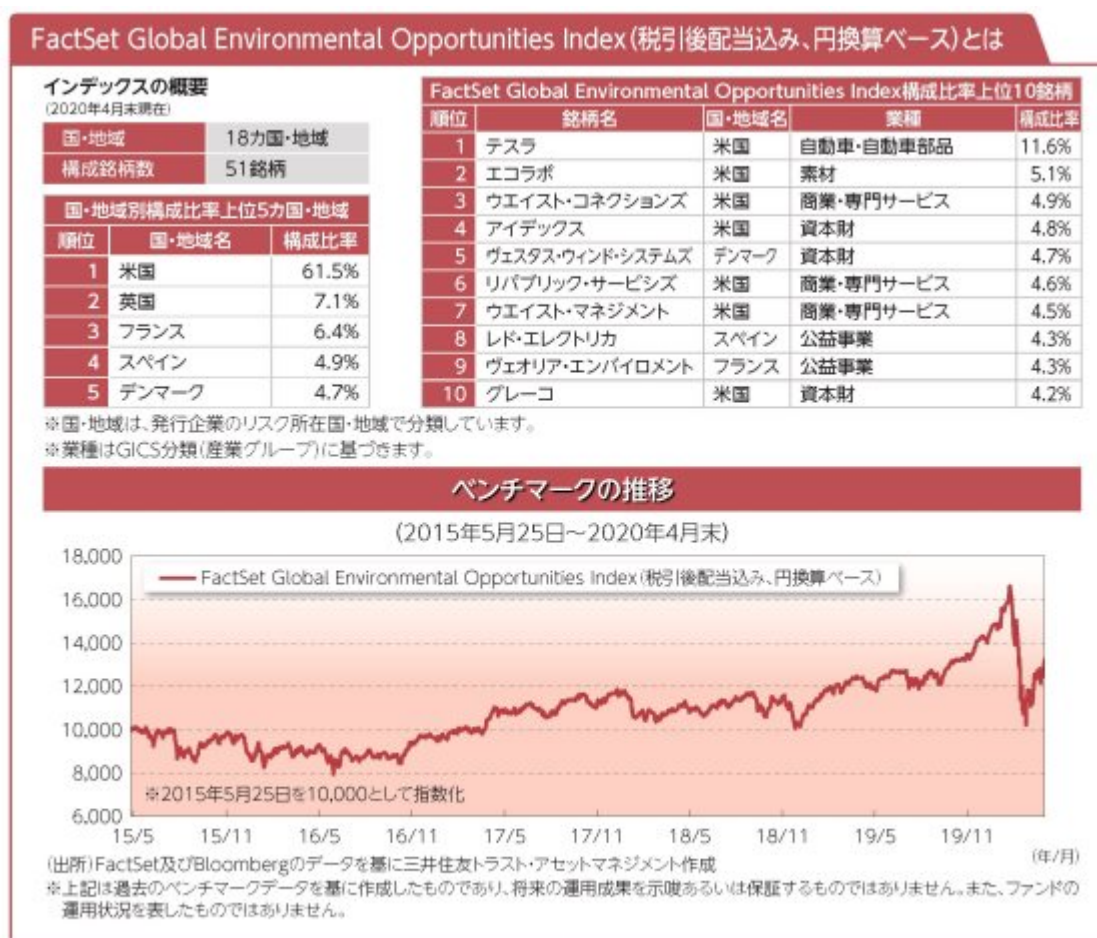 FactSet Global Environmental Opportunities Index(税引後配当込み、円換算ベース)とは
インデックスの概要
(2020年4月末現在)
国・地域 18カ国・地域
構成銘柄数 51銘柄
国・地域別構成比率上位5カ国・地域
順位 国・地域名 構成比率
1 米国 61.5%
2 英国 7.1%
3 フランス 6.4%
4 スペイン 4.9%
5 デンマーク 4.7%
FactSet Global Environmental Opportunities Index構成比率上位10銘柄
順位 銘柄名 国・地域名 業種 構成比率
1 テスラ 米国 自動車・自動車部品 11.6%
2 エコラボ 米国 素材 5.1%
3 ウエイスト・コネクションズ 米国 商業・専門サービス 4.9%
4 アイデックス 米国 資本財 4.8%
5 ヴェスタス・ウィンド・システムズ デンマーク 資本財 4.7%
6 リパブリック・サービシズ 米国 商業・専門サービス 4.6%
7 ウエイスト・マネジメント 米国 商業・専門サービス 4.5%
8 レド・エレクトリカ スペイン 公益事業 4.3%
9 ヴェオリア・エンバイロメント フランス 公益事業 4.3%
10 グレーコ 米国 資本財 4.2%
※国・地域は、発行企業のリスク所在国・地域で分類しています。
※業種はGICS分類(産業グループ)に基づきます。
ベンチマークの推移
(2015年5月25日~2020年4月末)
18,000
16,000
14,000
12,000
10,000
8,000
6,000
FactSet Global Environmental Opportunities Index(税引後配当込み、円換算ベース)
※2015年5月25日を10,000として指数化
15/5 15/11 16/5 16/11 17/5 17/11 18/5 18/11 19/5 19/11
(年/月)
(出所)FactSet及びBloombergのデータを基に三井住友トラスト・アセットマネジメント作成
※上記は過去のベンチマークデータを基に作成したものであり、将来の運用成果を示唆あるいは保証するものではありません。また、ファンドの
運用状況を表したものではありません。